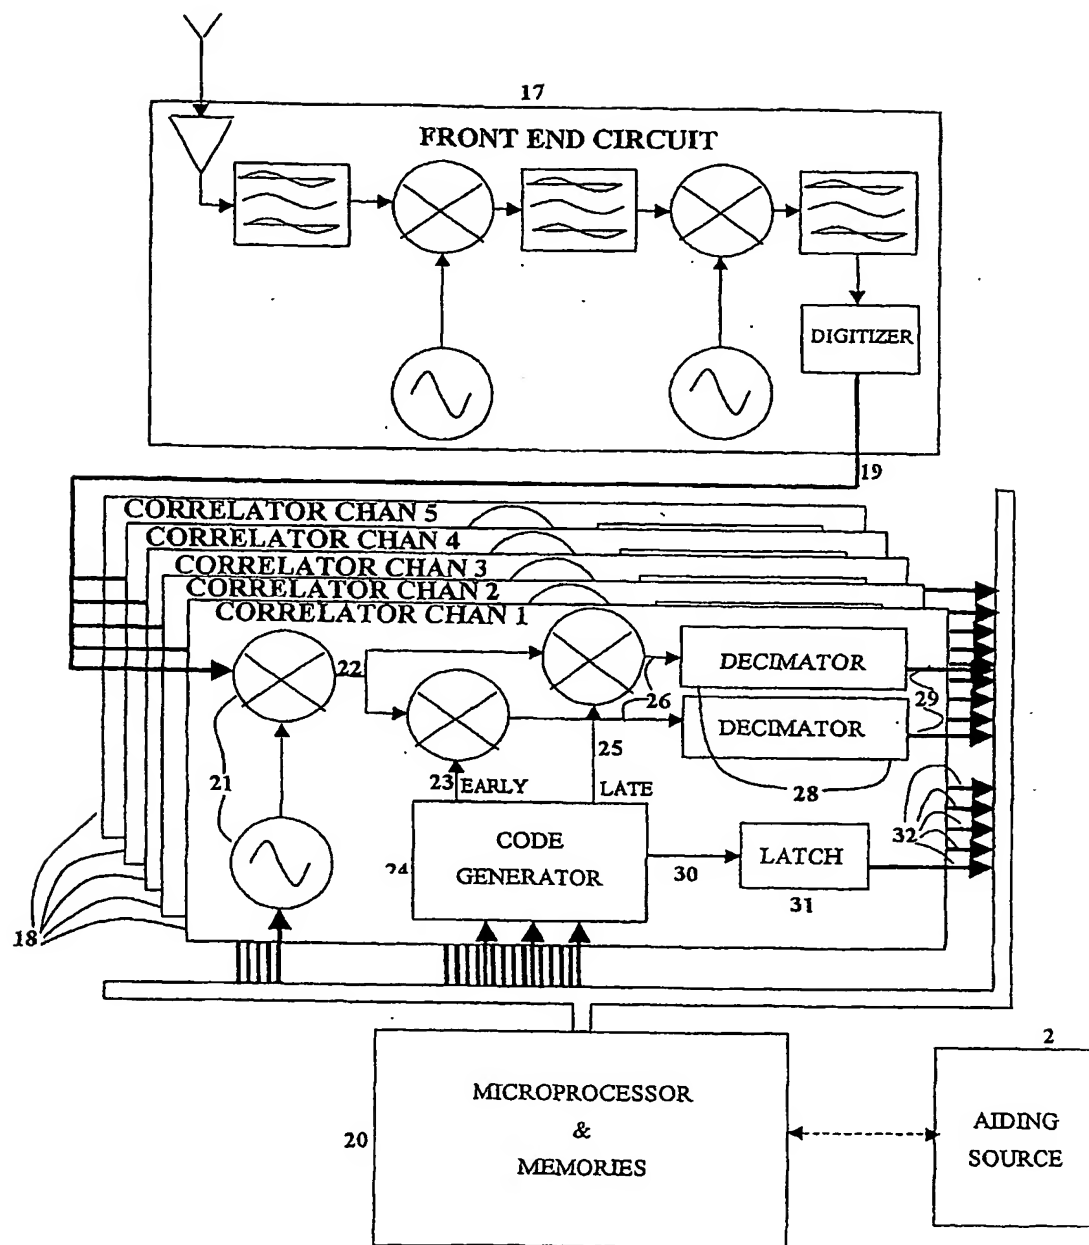 17
FRONT END CIRCUIT
DIGITIZER
19
CORRELATOR CHAN 5
CORRELATOR CHAN 4
CORRELATOR CHAN 3
CORRELATOR CHAN 2
CORRELATOR CHAN 1
22
DECIMATOR
26
29
DECIMATOR
25
21
23
EARLY
LATE
28
32
CODE
GENERATOR
30
LATCH
31
18
2
MICROPROCESSOR
&
MEMORIES
20
AIDING
SOURCE